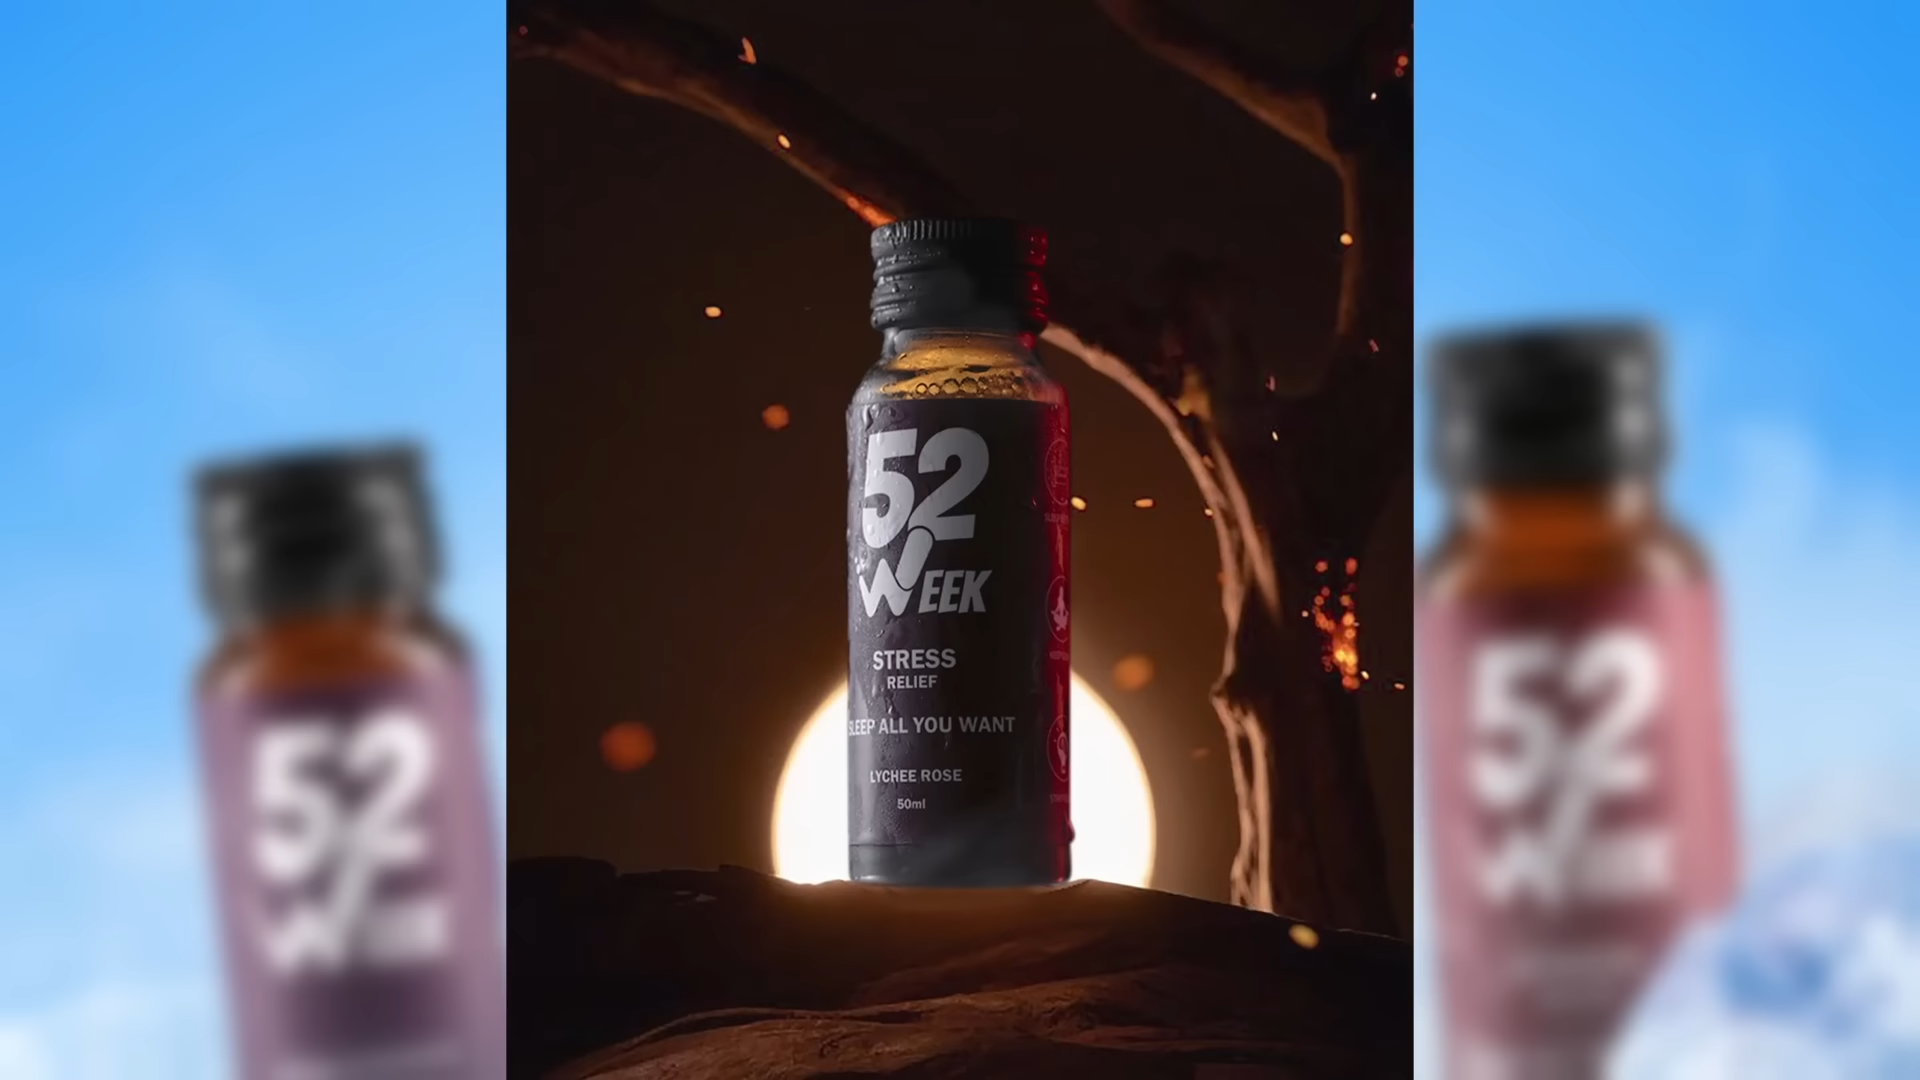 52
WEEK
STRESS
RELIEF
SLEEP ALL YOU WANT
LYCHEE ROSE
50ml
52
WEEK
52
WEEK